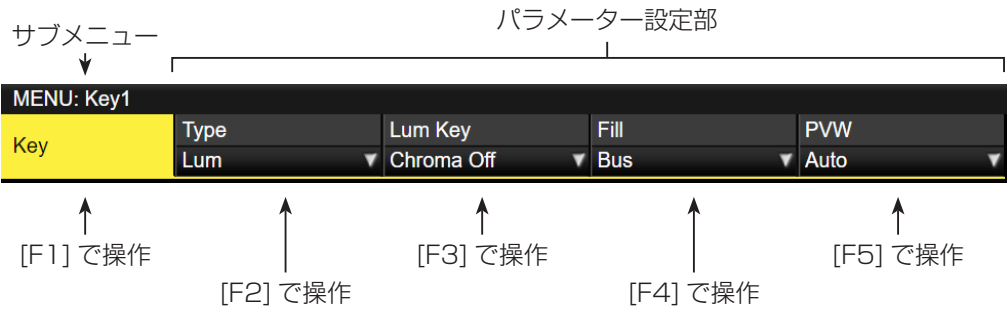 パラメーター設定部
サブメニュー
MENU: Key1
Key
Type
Lum Key
Fill
PVW
Lum
Chroma Off
Bus
Auto
[F1] で操作
[F3] で操作
[F5] で操作
[F2] で操作
[F4] で操作